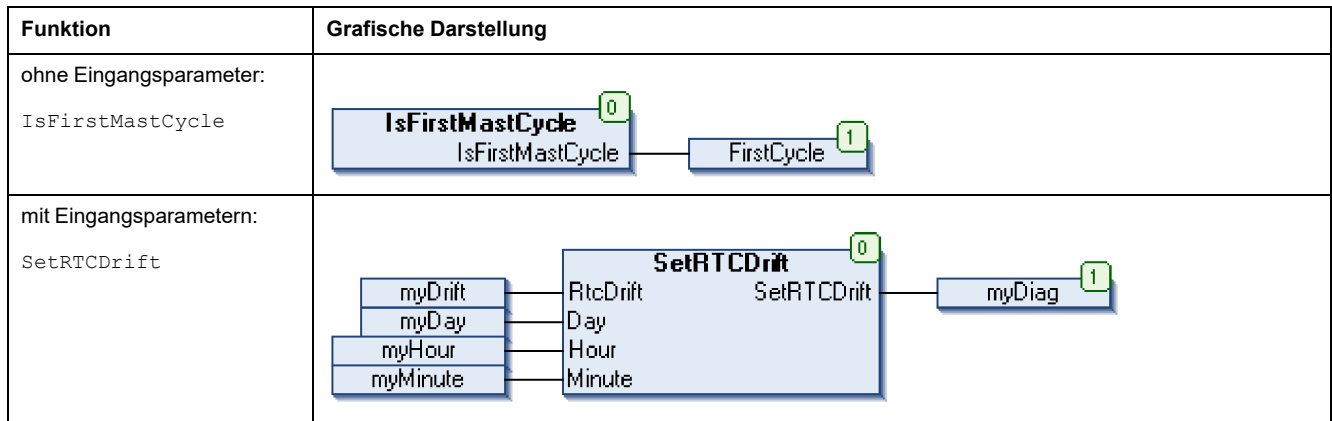 Funktion
Grafische Darstellung
ohne Eingangsparameter:
IsFirstMastCycle
0
IsFirstMastCycle
IsFirstMastCycle
FirstCycle
1
mit Eingangsparametern:
SetRTCDrift
0
SetRTCDrift
myDrift
RtcDrift
SetRTCDrift
myDiag
1
myDay
Day
myHour
Hour
myMinute
Minute